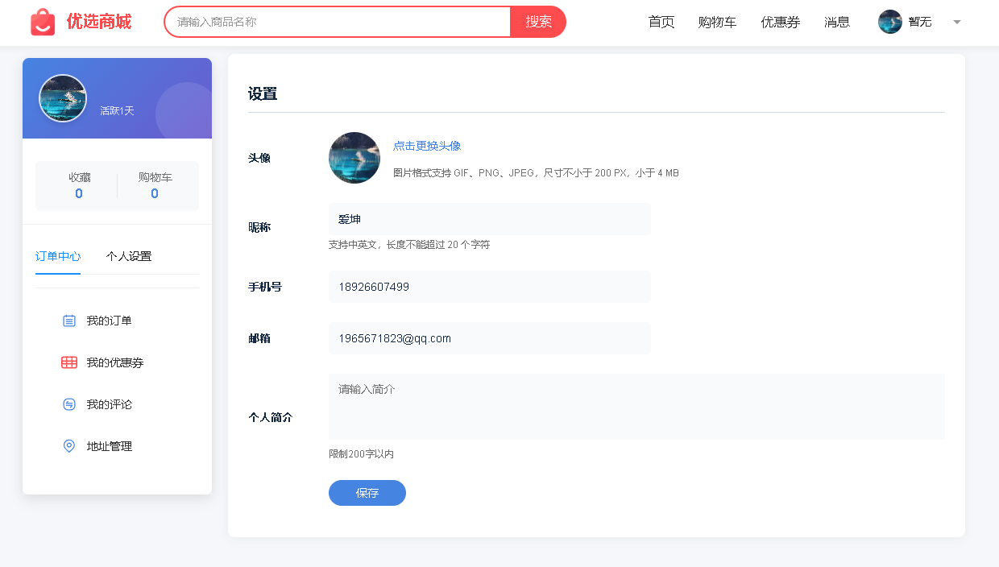 优选商城
请输入商品名称
搜索
首页
购物车
优惠券
消息
暂无
活跃1天
收藏
购物车
0
0
订单中心
个人设置
我的订单
我的优惠券
我的评论
地址管理
设置
头像
点击更换头像
图片格式支持 GIF、PNG、JPEG，尺寸不小于 200 PX，小于 4 MB
昵称
爱坤
支持中英文，长度不能超过 20 个字符
手机号
18926607499
邮箱
1965671823@qq.com
个人简介
请输入简介
限制200字以内
保存